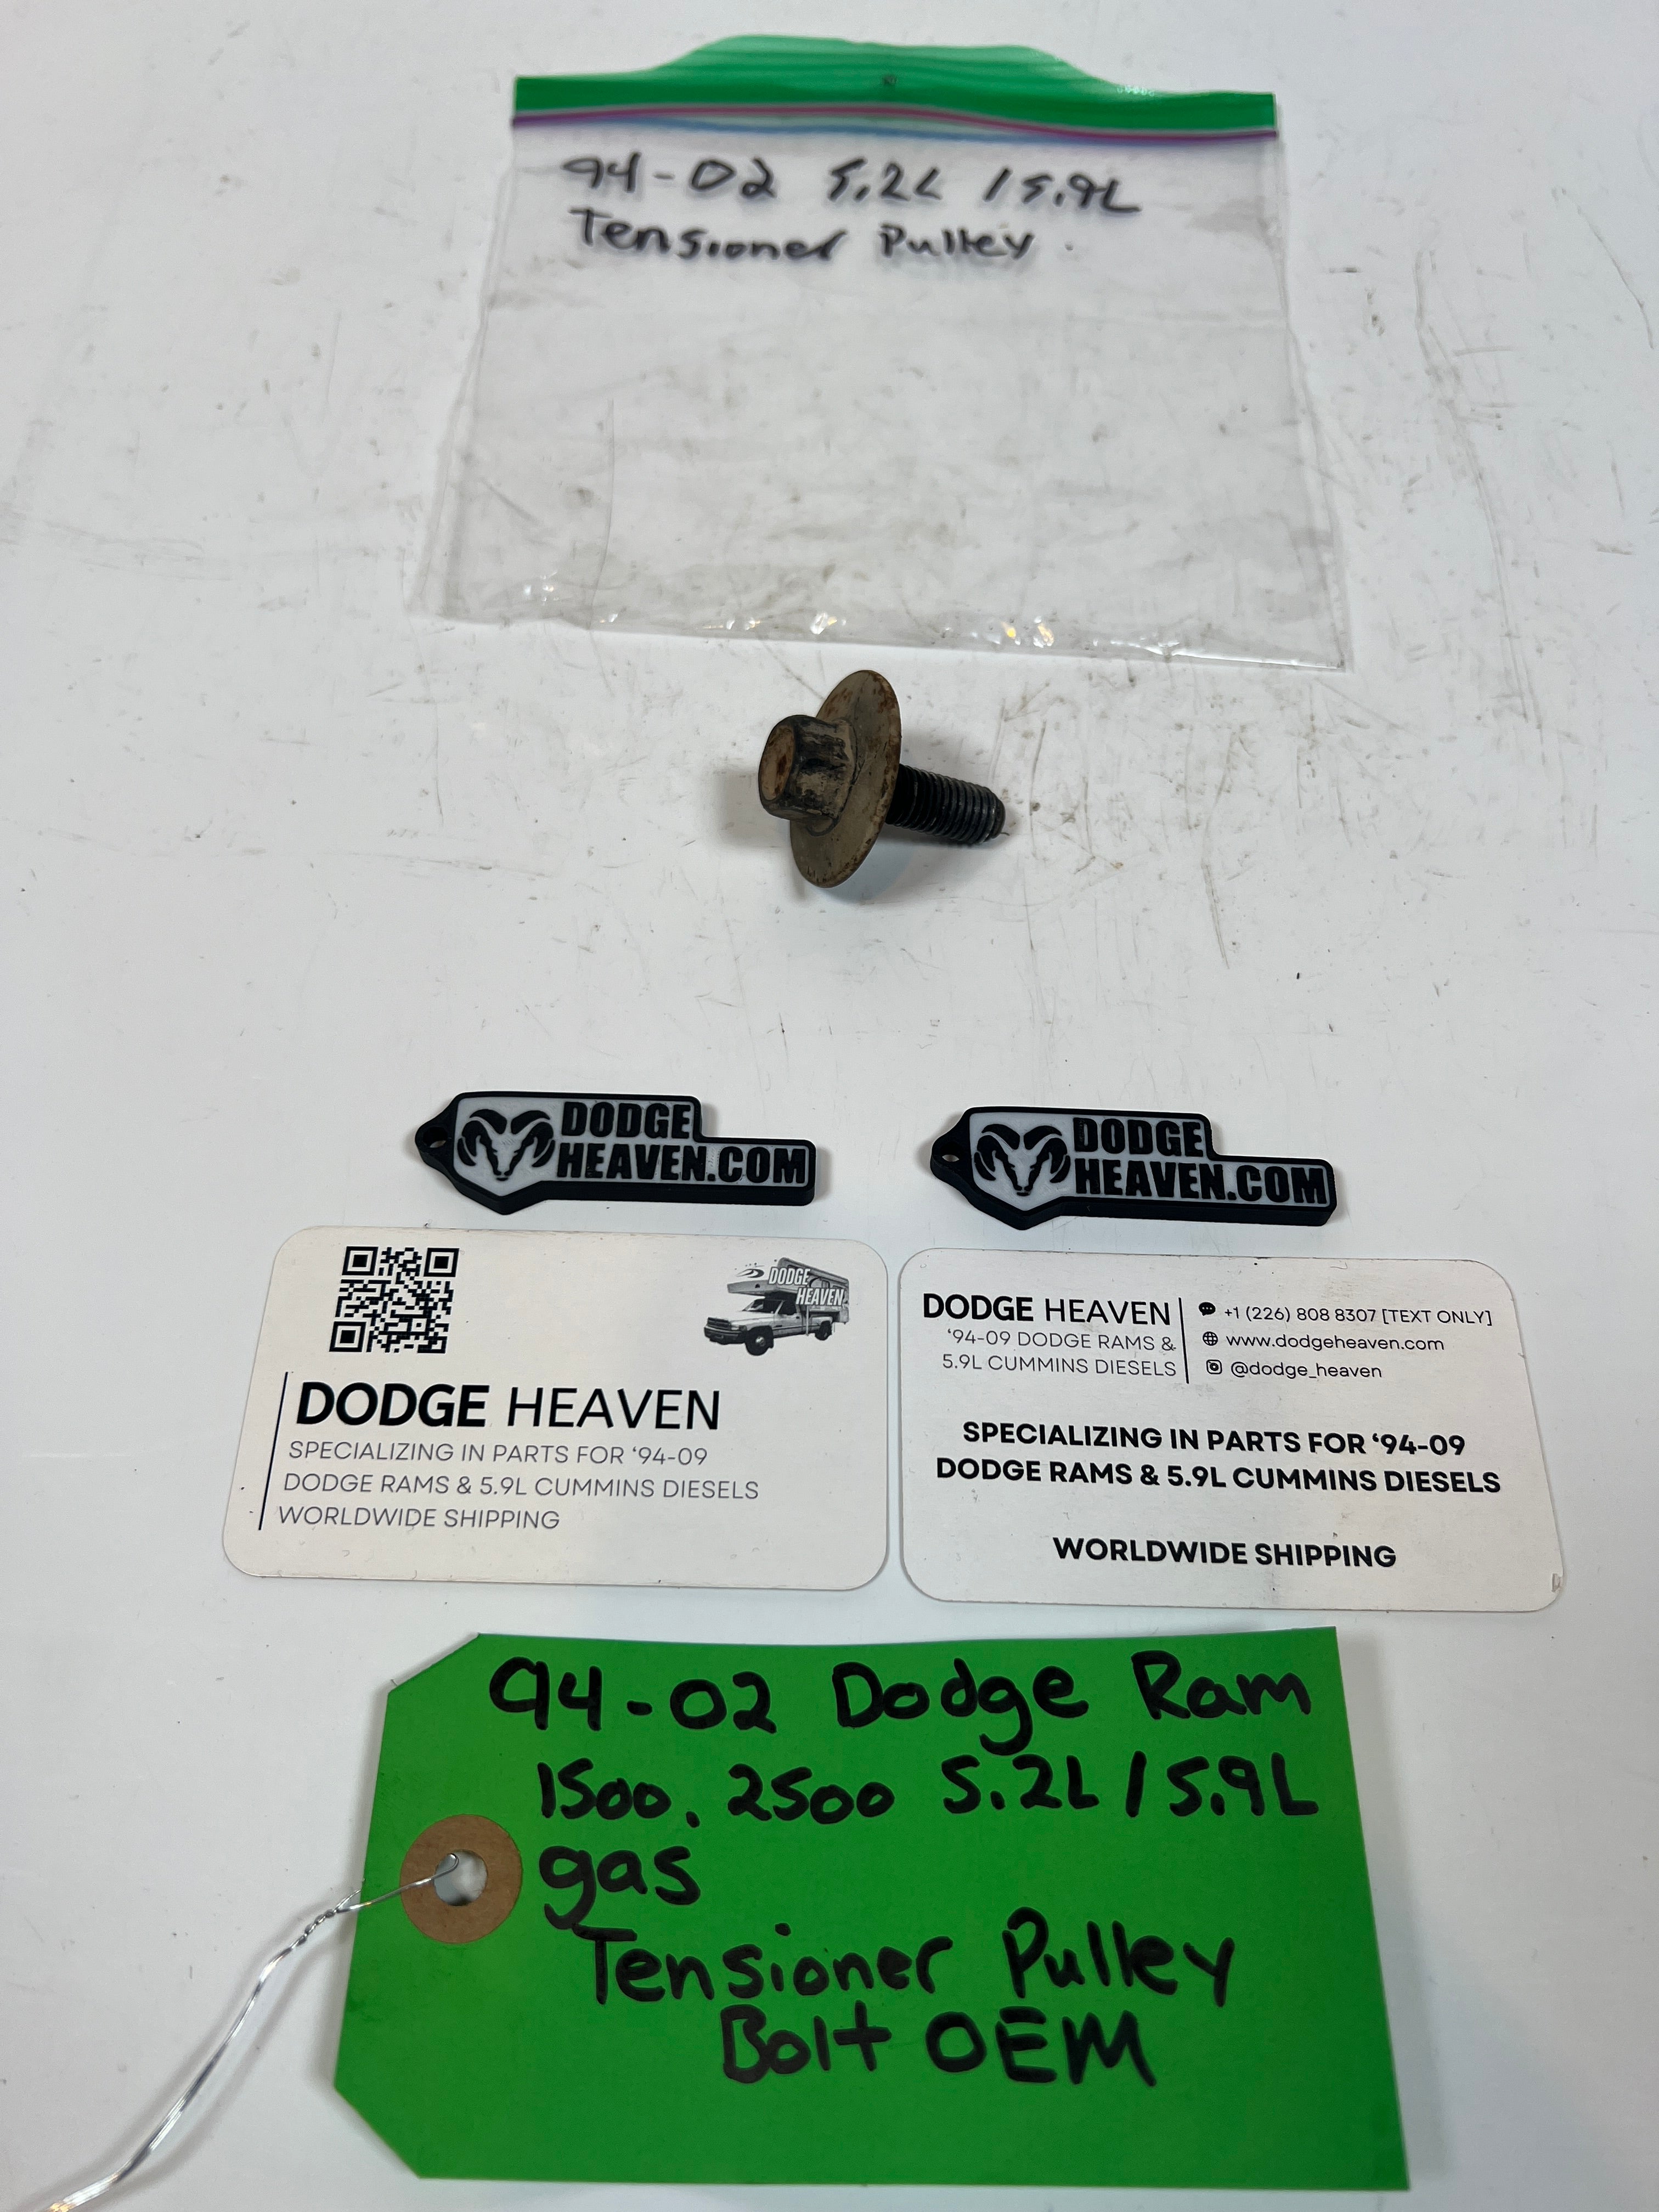 94-02 5.2L / 5.9L
Tensioner Pulley
DODGE
HEAVEN.COM
DODGE
HEAVEN.COM
DODGE
HEAVEN
DODGE HEAVEN
SPECIALIZING IN PARTS FOR ‘94-09
DODGE RAMS & 5.9L CUMMINS DIESELS
WORLDWIDE SHIPPING
DODGE HEAVEN
‘94-09 DODGE RAMS &
5.9L CUMMINS DIESELS
+1 (226) 808 8307 [TEXT ONLY]
www.dodgeheaven.com
@dodge_heaven
SPECIALIZING IN PARTS FOR ‘94-09
DODGE RAMS & 5.9L CUMMINS DIESELS
WORLDWIDE SHIPPING
94-02 Dodge Ram
1500. 2500 5.2L / 5.9L
gas
Tensioner Pulley
Bolt OEM